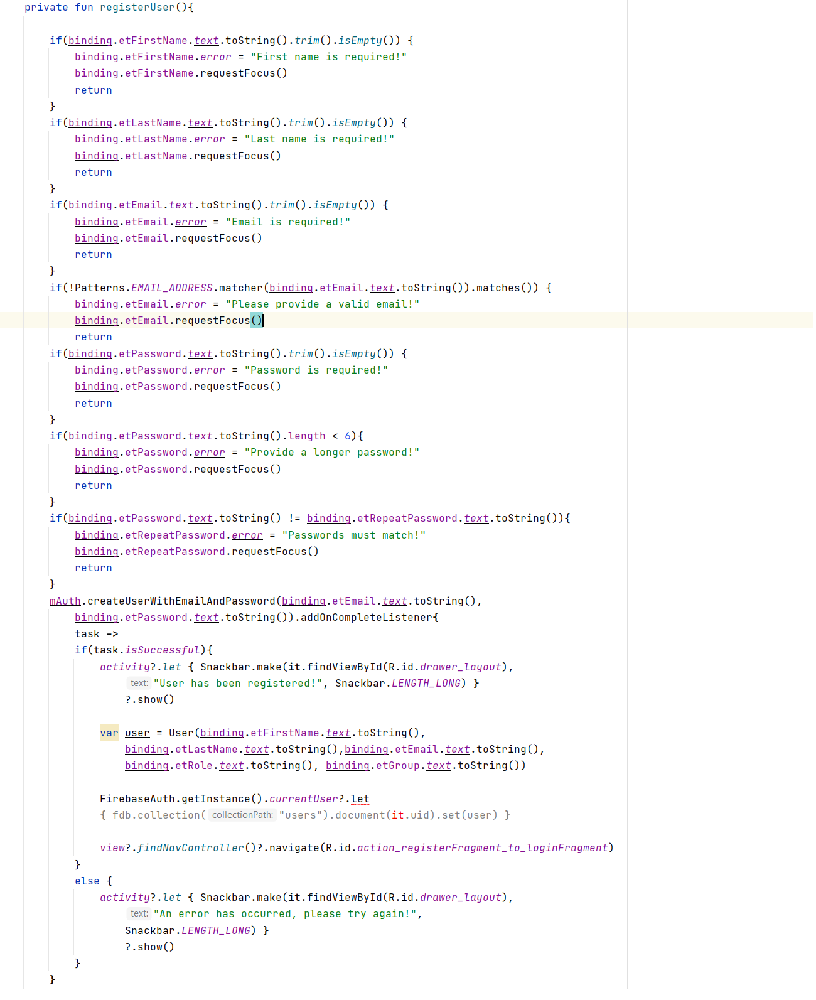 private fun registerUser(){
if(binding.etFirstName.text.toString().trim().isEmpty()) {
binding.etFirstName.error = "First name is required!"
binding.etFirstName.requestFocus()
return
}
if(binding.etLastName.text.toString().trim().isEmpty()) {
binding.etLastName.error = "Last name is required!"
binding.etLastName.requestFocus()
return
}
if(binding.etEmail.text.toString().trim().isEmpty()) {
binding.etEmail.error = "Email is required!"
binding.etEmail.requestFocus()
return
}
if(!Patterns.EMAIL_ADDRESS.matcher(binding.etEmail.text.toString()).matches()) {
binding.etEmail.error = "Please provide a valid email!"
binding.etEmail.requestFocus()
return
if(binding.etPassword.text.toString().trim().isEmpty()) {
binding.etPassword.error = "Password is required!"
binding.etPassword.requestFocus()
return
}
if(binding.etPassword.text.toString().length < 6){
binding.etPassword.error = "Provide a longer password!"
binding.etPassword.requestFocus()
return
}
if(binding.etPassword.text.toString() != binding.etRepeatPassword.text.toString()){
binding.etRepeatPassword.error = "Passwords must match!"
binding.etRepeatPassword.requestFocus()
return
}
mAuth.createUserWithEmailAndPassword(binding.etEmail.text.toString(),
binding.etPassword.text.toString()).addOnCompleteListener{
task ->
if(task.isSuccessful){
activity?.let { Snackbar.make(it.findViewById(R.id.drawer_layout),
text: "User has been registered!", Snackbar.LENGTH_LONG) }
?.show()
var user = User(binding.etFirstName.text.toString(),
binding.etLastName.text.toString(),binding.etEmail.text.toString(),
binding.etRole.text.toString(), binding.etGroup.text.toString())
FirebaseAuth.getInstance().currentUser?.let
{ fdb.collection( collectionPath: "users").document(it.uid).set(user) }
view?.findNavController()?.navigate(R.id.action_registerFragment_to_loginFragment)
}
else {
activity?.let { Snackbar.make(it.findViewById(R.id.drawer_layout),
text: "An error has occurred, please try again!",
Snackbar.LENGTH_LONG) }
?.show()
}
}